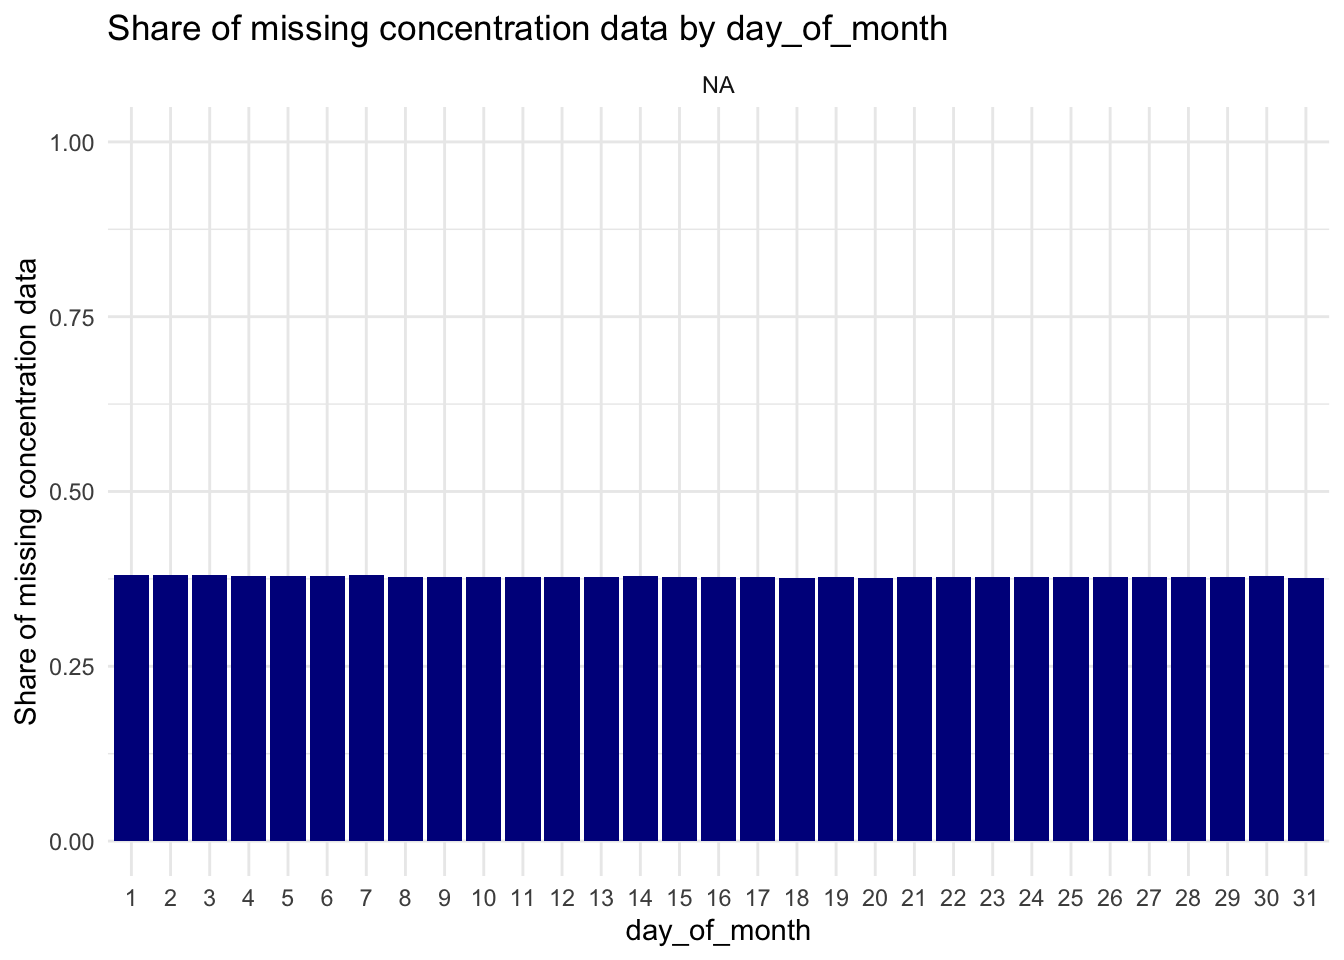 Share of missing concentration data by day_of_month
NA
1.00
0.75
0.50
0.25
0.00
Share of missing concentration data
1 2 3 4 5 6 7 8 9 10 11 12 13 14 15 16 17 18 19 20 21 22 23 24 25 26 27 28 29 30 31
day_of_month